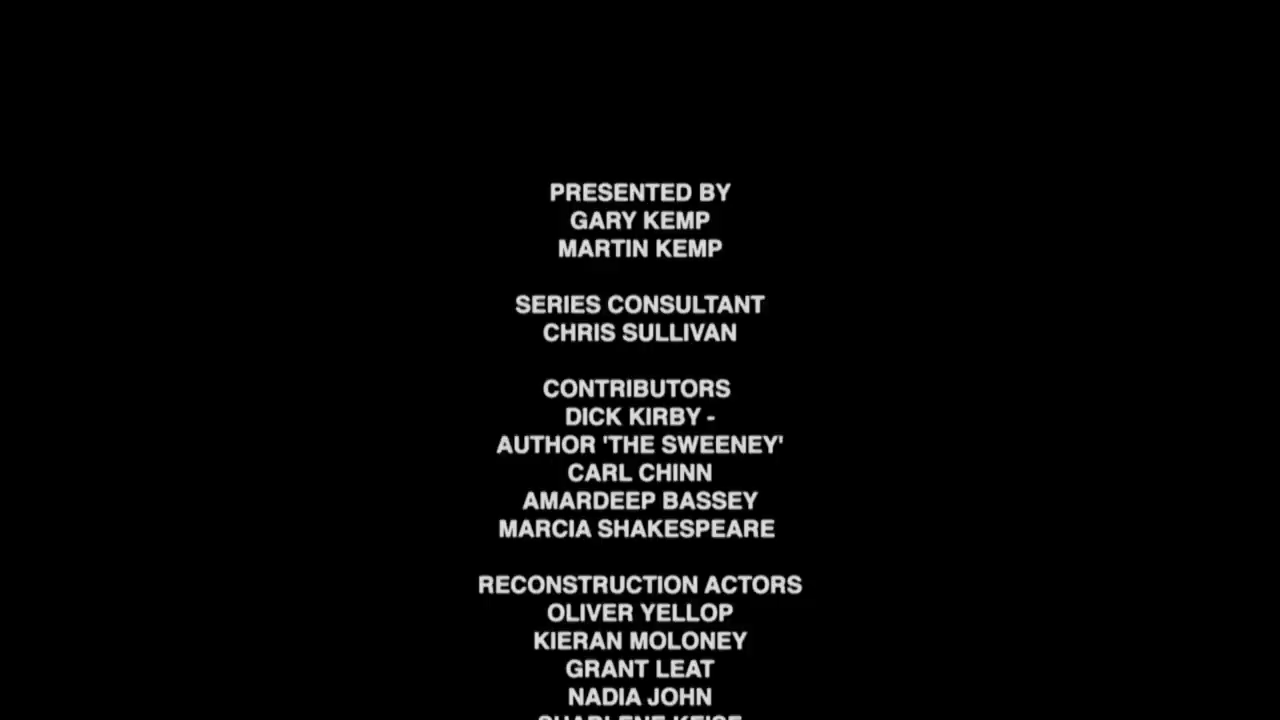 PRESENTED BY
GARY KEMP
MARTIN KEMP
SERIES CONSULTANT
CHRIS SULLIVAN
CONTRIBUTORS
DICK KIRBY -
AUTHOR 'THE SWEENEY'
CARL CHINN
AMARDEEP BASSEY
MARCIA SHAKESPEARE
RECONSTRUCTION ACTORS
OLIVER YELLOP
KIERAN MOLONEY
GRANT LEAT
NADIA JOHN